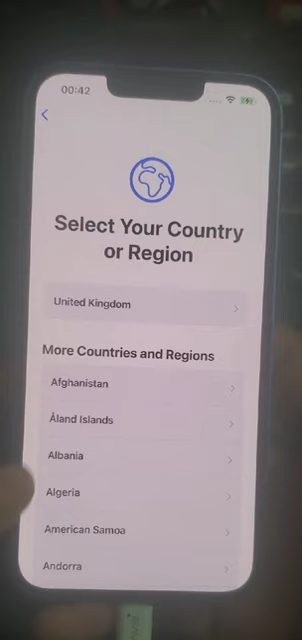 00:42
Select Your Country
or Region
United Kingdom
More Countries and Regions
Afghanistan
Åland Islands
Albania
Algeria
American Samoa
Andorra